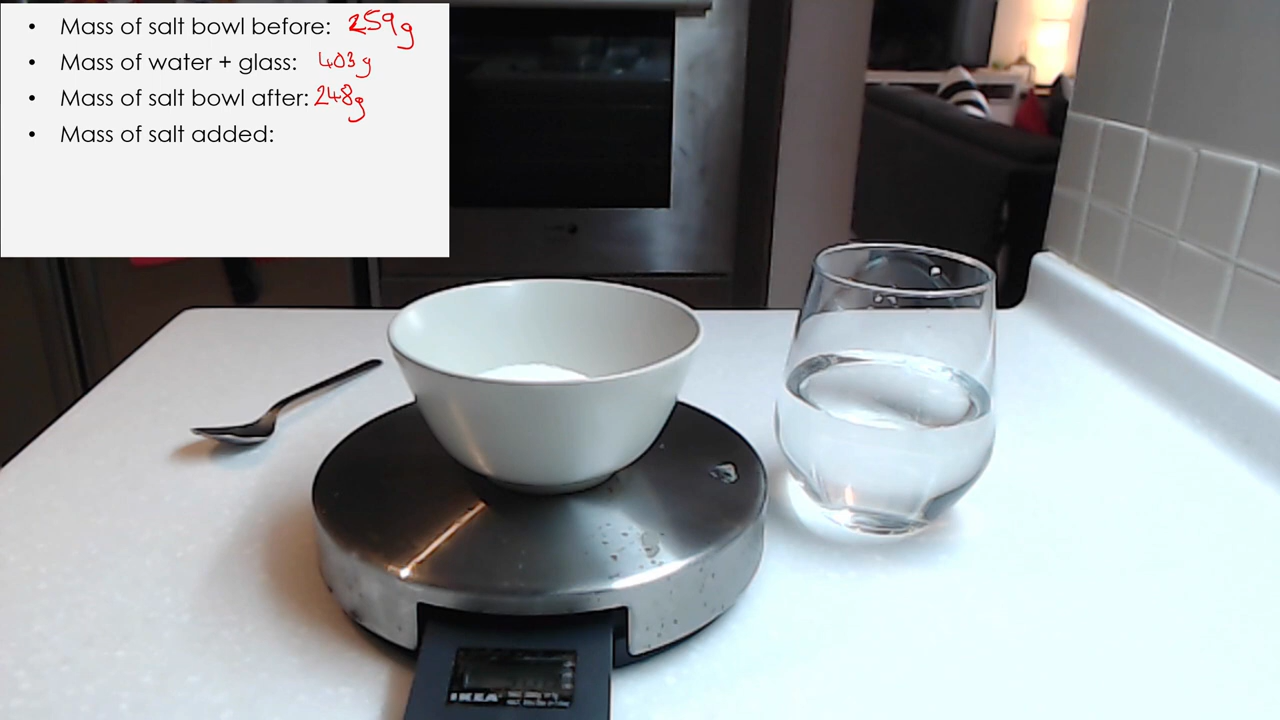 • Mass of salt bowl before: 259g
• Mass of water + glass: 403g
• Mass of salt bowl after: 248g
• Mass of salt added:
IKEA